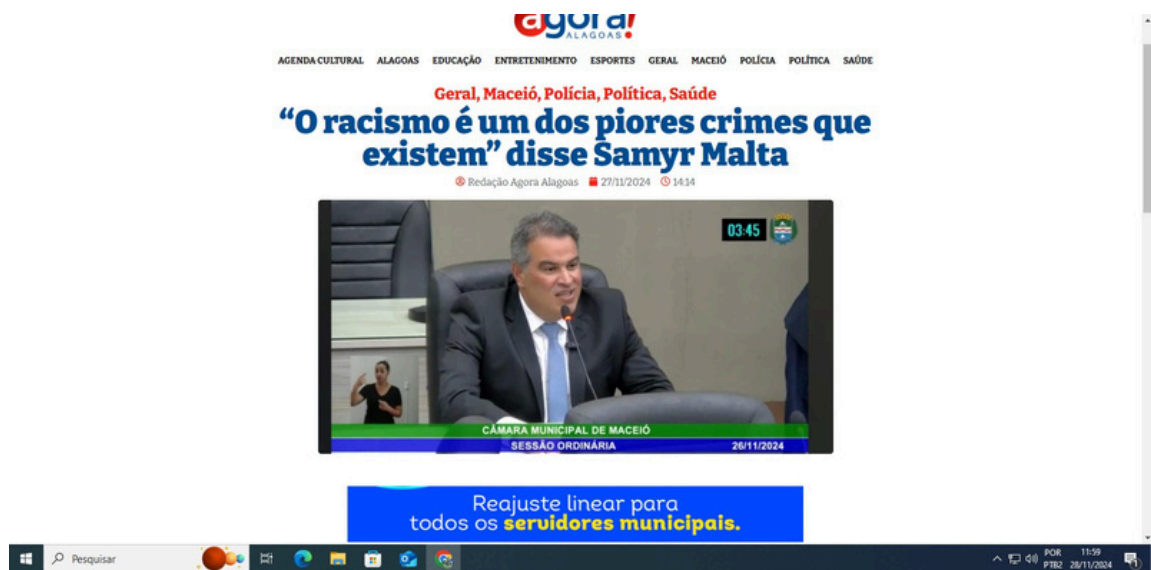 agora!
ALAGOAS
AGENDA CULTURAL ALAGOAS EDUCAÇÃO ENTRETENIMENTO ESPORTES GERAL MACEIÓ POLÍCIA POLÍTICA SAÚDE
Geral, Maceió, Polícia, Política, Saúde
“O racismo é um dos piores crimes que
existem” disse Samyr Malta
Redação Agora Alagoas 27/11/2024 14:14
03:45
CÂMARA MUNICIPAL DE MACEIÓ
SESSÃO ORDINÁRIA 26/11/2024
Reajuste linear para
todos os servidores municipais.
Pesquisar
POR 11:59
PTB2 28/11/2024